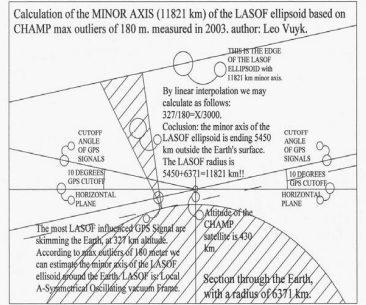 Calculation of the MINOR AXIS (11821 km) of the LASOF ellipsoid based on
CHAMP max outliers of 180 m. measured in 2003. author: Leo Vuyk.
THIS IS THE EDGE
OF THE LASOF
ELLIPSOID with
11821 km minor axis.
By linear interpolation we may
calculate as follows:
327/180=X/3000.
Coclusion: the minor axis of the
LASOF ellipsoid is ending 5450
km outside the Earth's surface.
The LASOF radius is
5450+6371=11821 km!!
CUTOFF
ANGLE
OF GPS
SIGNALS
10 DEGREES
GPS CUTOFF
HORIZONTAL
PLANE
CUTOFF
ANGLE
OF GPS
SIGNALS
10 DEGREES
GPS CUTOFF
HORIZONTAL
PLANE
The most LASOF influenced GPS Signal are
skimming the Earth, at 327 km altitude.
According to max outliers of 180 meter we
can estimate the minor axis of the LASOF
ellisoid around the Earth. LASOF is Local
A-Symmetrical Oscillating vacuum Frame.
Altitude of the
CHAMP
satellite is 430
km
Section through the Earth,
with a radius of 6371 km.